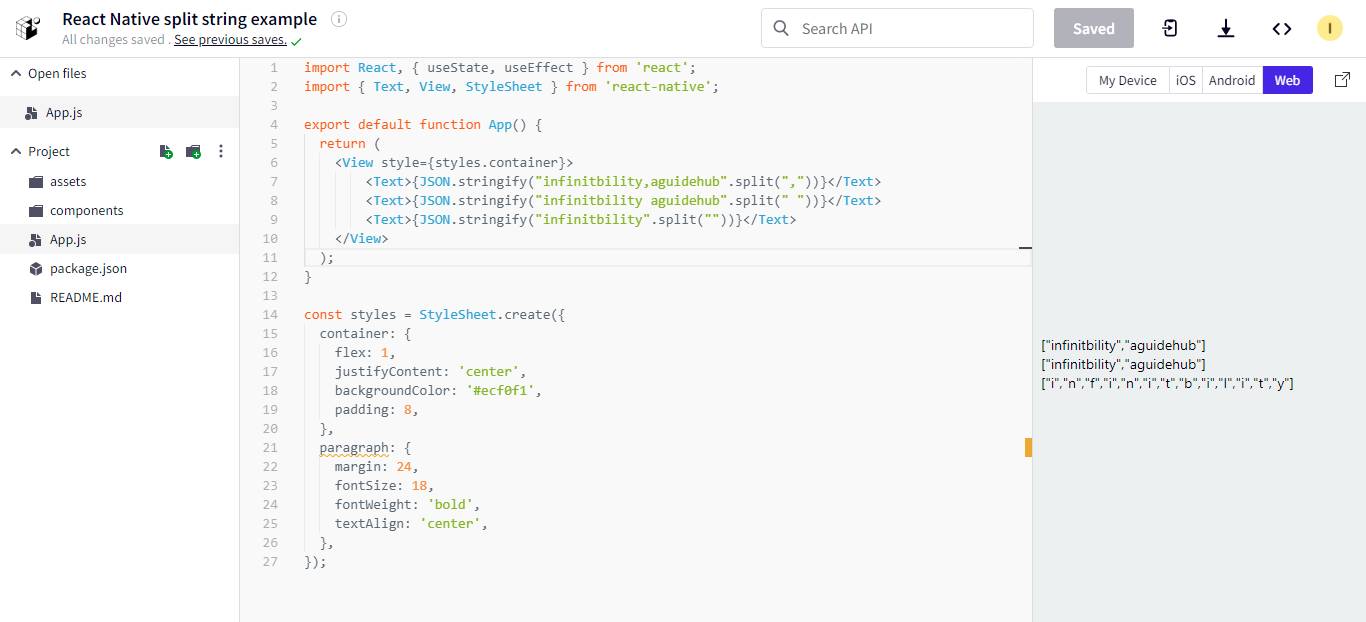 React Native split string example
All changes saved . See previous saves.
Search API
Saved
I
Open files
App.js
Project
assets
components
App.js
package.json
README.md
1 import React, { useState, useEffect } from 'react';
2 import { Text, View, StyleSheet } from 'react-native';
3
4 export default function App() {
5 return (
6 <View style={styles.container}>
7 <Text>{JSON.stringify("infinitbility,aguidehub".split(","))}</Text>
8 <Text>{JSON.stringify("infinitbility aguidehub".split(" "))}</Text>
9 <Text>{JSON.stringify("infinitbility".split(""))}</Text>
10 </View>
11 );
12 }
13
14 const styles = StyleSheet.create({
15 container: {
16 flex: 1,
17 justifyContent: 'center',
18 backgroundColor: '#ecf0f1',
19 padding: 8,
20 },
21 paragraph: {
22 margin: 24,
23 fontSize: 18,
24 fontWeight: 'bold',
25 textAlign: 'center',
26 },
27 });
My Device iOS Android Web
["infinitbility","aguidehub"]
["infinitbility","aguidehub"]
["i","n","f","i","n","i","t","b","i","l","i","t","y"]